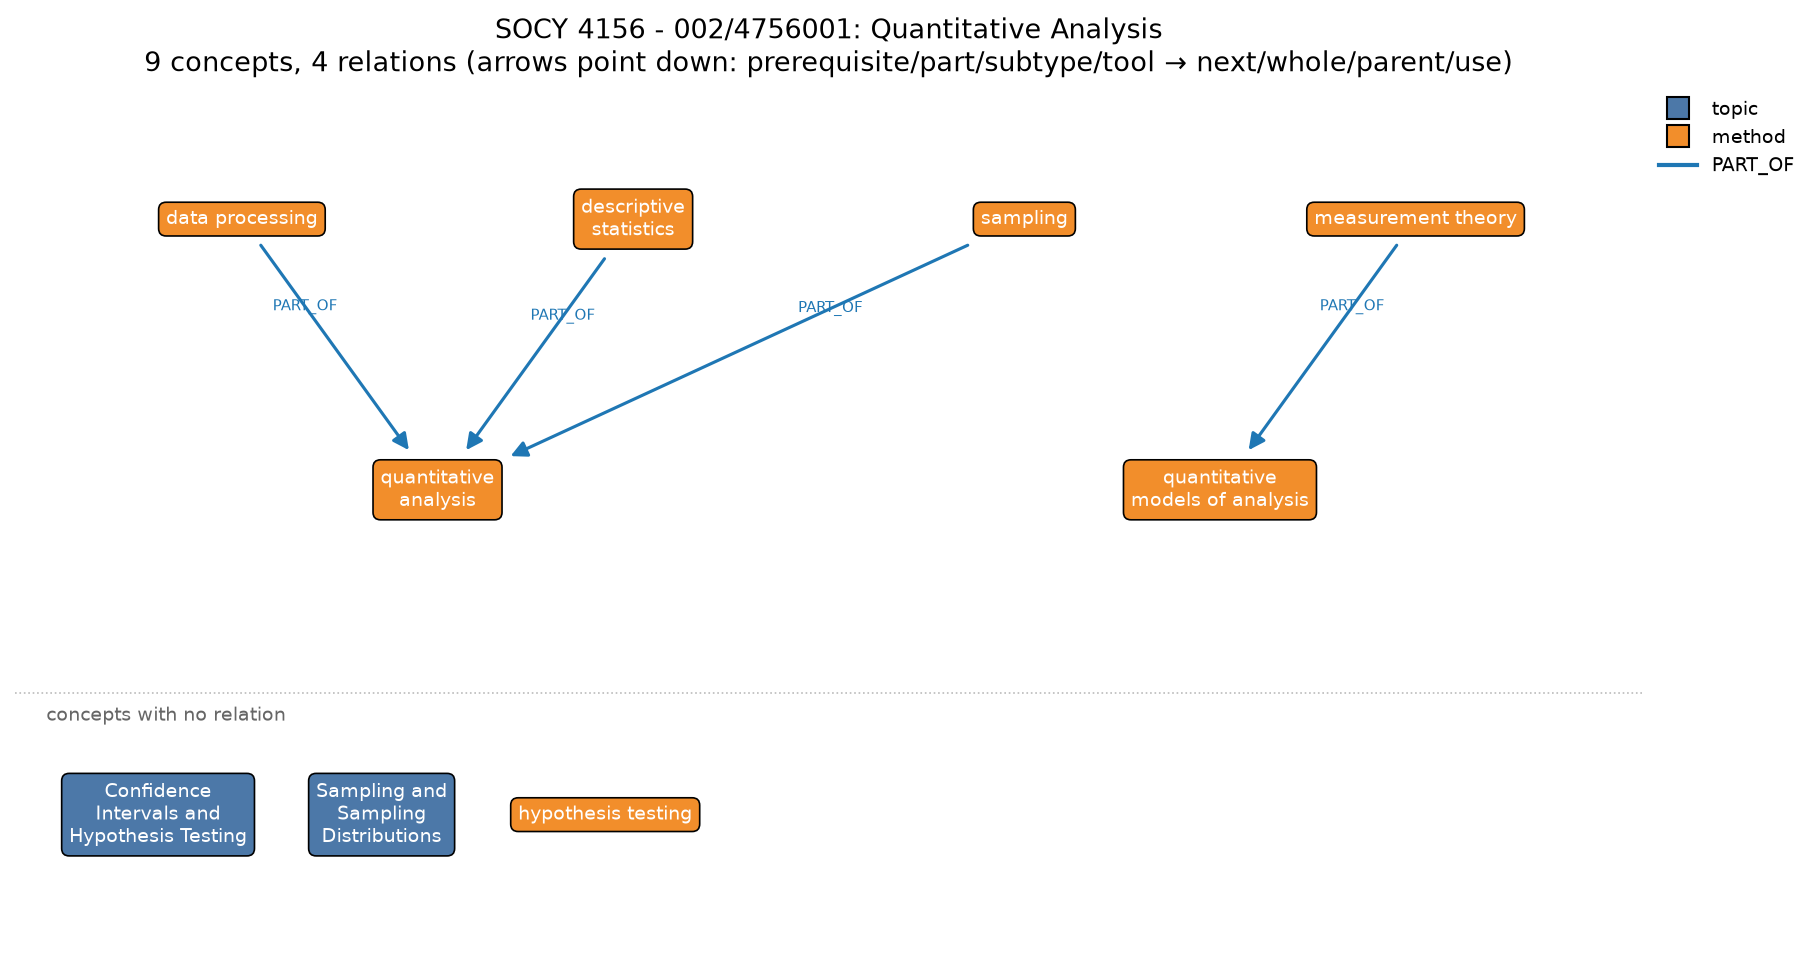 SOCY 4156 - 002/4756001: Quantitative Analysis
9 concepts, 4 relations (arrows point down: prerequisite/part/subtype/tool → next/whole/parent/use)
topic
method
PART_OF
data processing
descriptive
statistics
sampling
measurement theory
PART_OF
PART_OF
PART_OF
PART_OF
quantitative
analysis
quantitative
models of analysis
concepts with no relation
Confidence
Intervals and
Hypothesis Testing
Sampling and
Sampling
Distributions
hypothesis testing